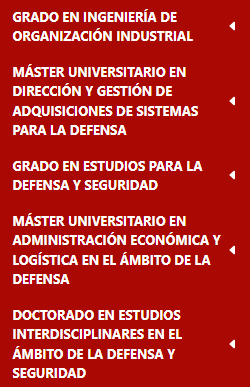 GRADO EN INGENIERÍA DE
ORGANIZACIÓN INDUSTRIAL
MÁSTER UNIVERSITARIO EN
DIRECCIÓN Y GESTIÓN DE
ADQUISICIONES DE SISTEMAS
PARA LA DEFENSA
GRADO EN ESTUDIOS PARA LA
DEFENSA Y SEGURIDAD
MÁSTER UNIVERSITARIO EN
ADMINISTRACIÓN ECONÓMICA Y
LOGÍSTICA EN EL ÁMBITO DE LA
DEFENSA
DOCTORADO EN ESTUDIOS
INTERDISCIPLINARES EN EL
ÁMBITO DE LA DEFENSA Y
SEGURIDAD